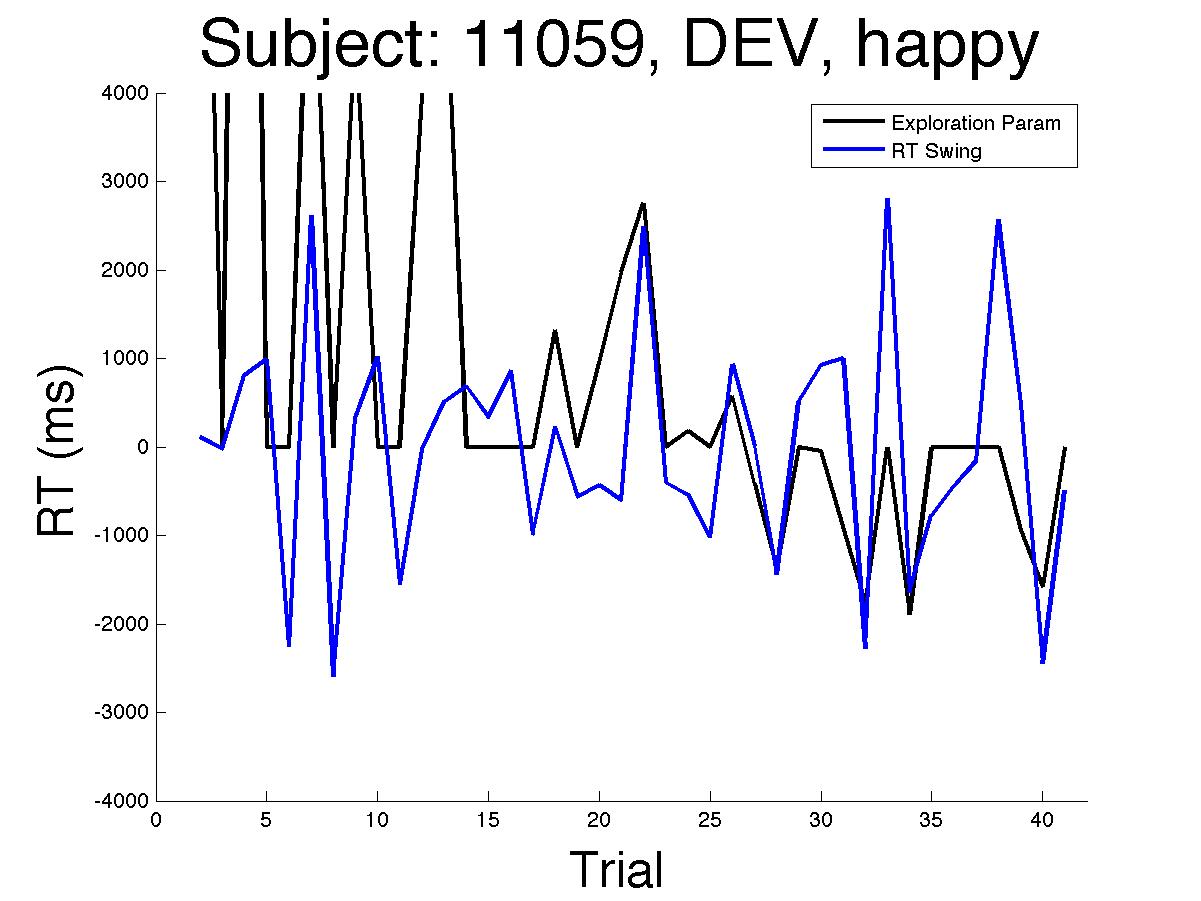 Subject: 11059, DEV, happy
Exploration Param
RT Swing
RT (ms)
4000
3000
2000
1000
0
-1000
-2000
-3000
-4000
0 5 10 15 20 25 30 35 40
Trial